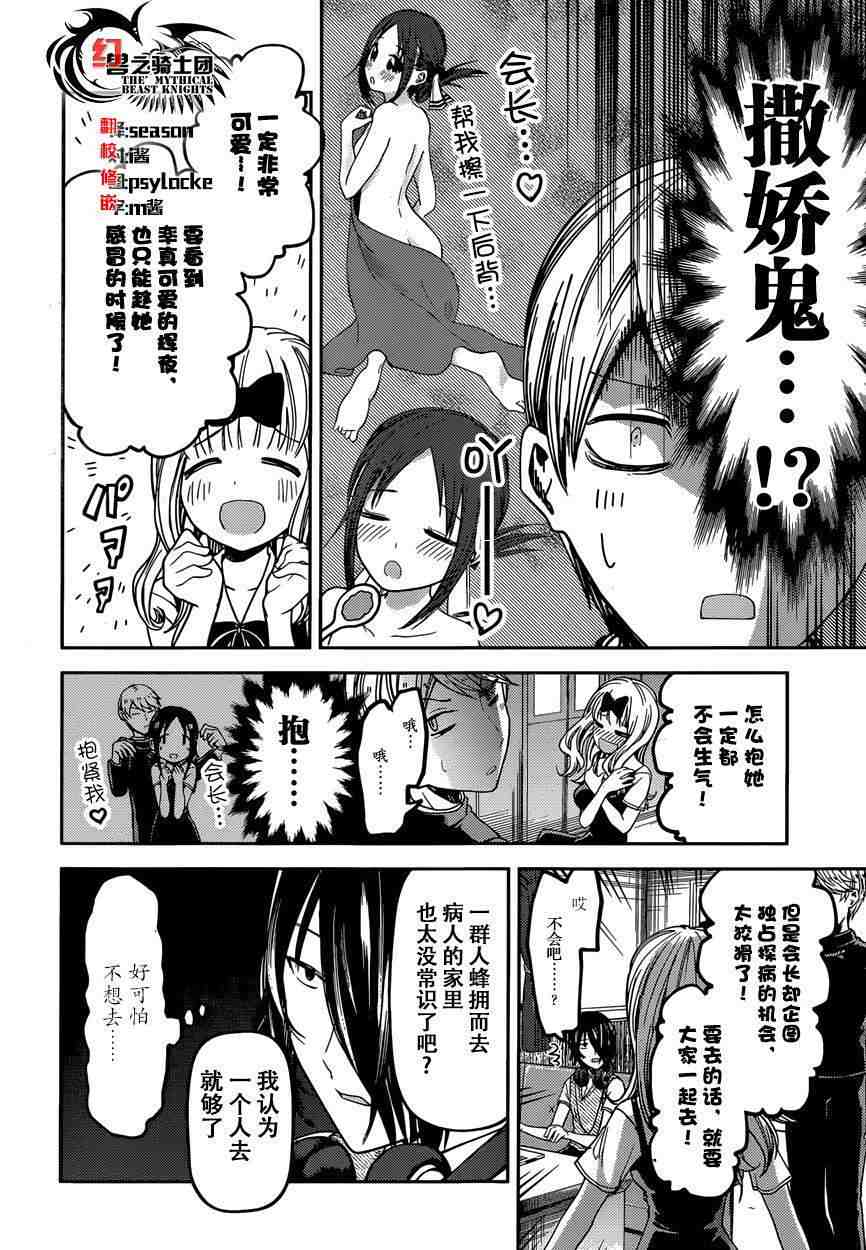 撒娇鬼…!?
会长…♡
帮我擦一下后背…
吖
♡
幻兽之骑士团
THE MYTHICAL
BEAST KNIGHTS
翻:season
校
修:psylocke
嵌:m酱
一定非常
可爱…!
要看到
率真可爱的辉夜,
也只能趁她
感冒的时候了!
パァァ
怎么抱她
一定都
不会生气!
哦…
哦……
抱……
会长…
抱紧我♡
但是会长却企图
独占探病的机会,
太狡猾了!
要去的话,就要
大家一起去!
哎
不会吧……?
一群人蜂拥而去
病人的家里
也太没常识了吧?
我认为
一个人去
就够了
好可怕
不想去……